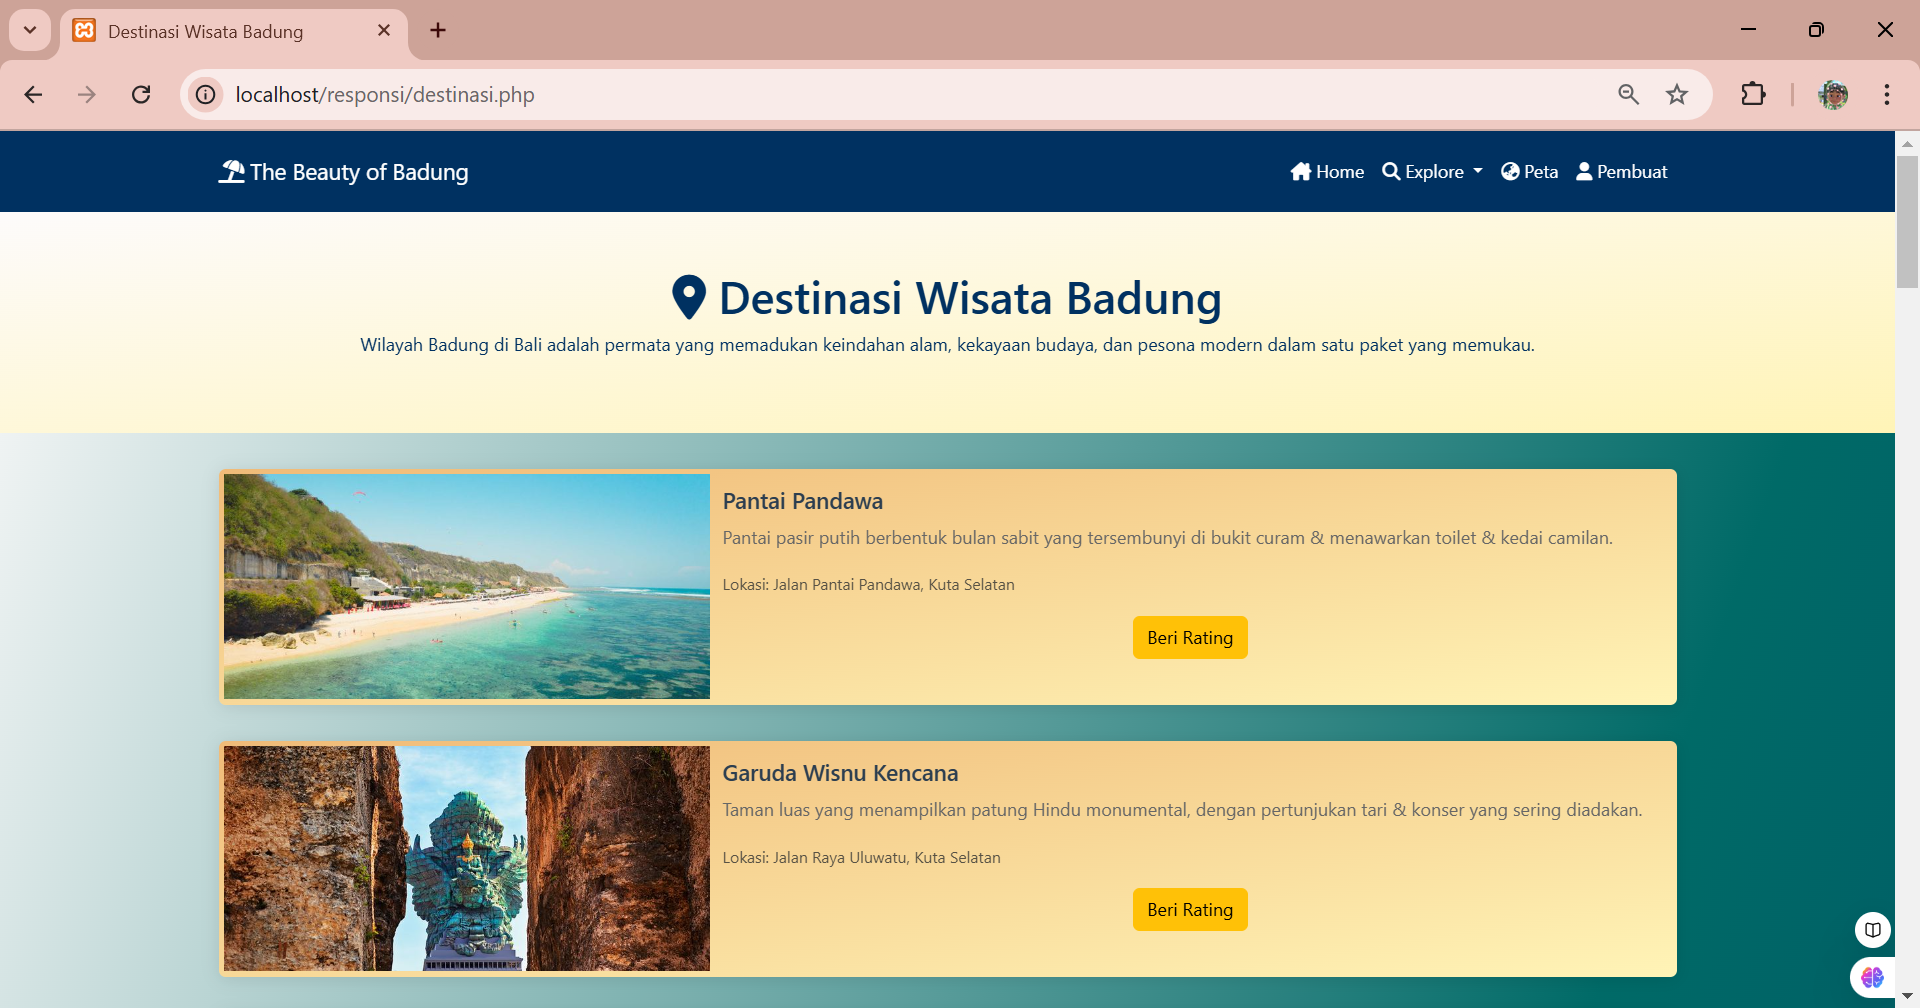 Destinasi Wisata Badung
localhost/responsi/destinasi.php
The Beauty of Badung
Home Explore Peta Pembuat
Destinasi Wisata Badung
Wilayah Badung di Bali adalah permata yang memadukan keindahan alam, kekayaan budaya, dan pesona modern dalam satu paket yang memukau.
Pantai Pandawa
Pantai pasir putih berbentuk bulan sabit yang tersembunyi di bukit curam & menawarkan toilet & kedai camilan.
Lokasi: Jalan Pantai Pandawa, Kuta Selatan
Beri Rating
Garuda Wisnu Kencana
Taman luas yang menampilkan patung Hindu monumental, dengan pertunjukan tari & konser yang sering diadakan.
Lokasi: Jalan Raya Uluwatu, Kuta Selatan
Beri Rating